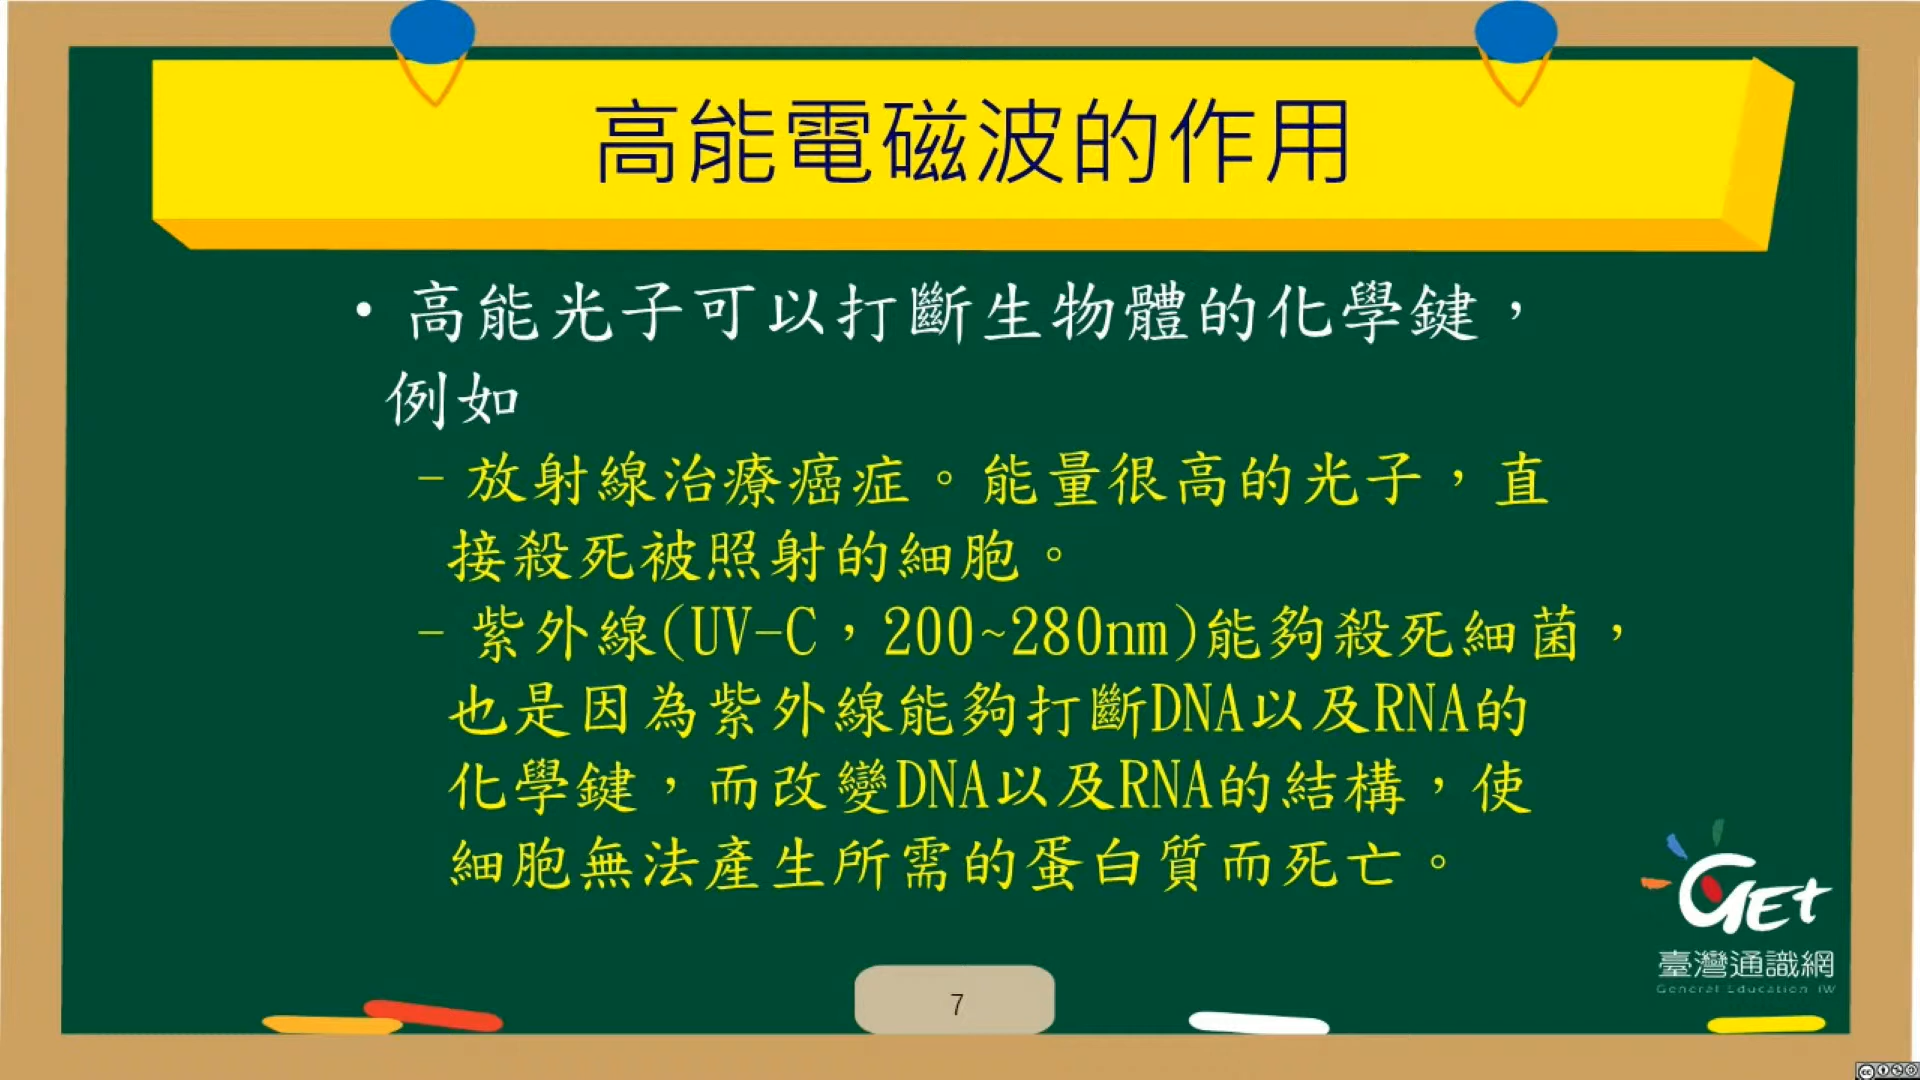 高能電磁波的作用
• 高能光子可以打斷生物體的化學鍵，
例如
– 放射線治療癌症。能量很高的光子，直
接殺死被照射的細胞。
– 紫外線(UV-C，200~280nm)能夠殺死細菌，
也是因為紫外線能夠打斷DNA以及RNA的
化學鍵，而改變DNA以及RNA的結構，使
細胞無法產生所需的蛋白質而死亡。
GET
臺灣通識網
General Education TW
7